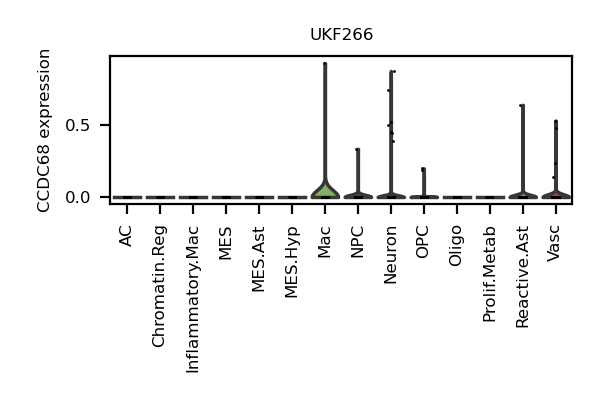 UKF266
CCDC68 expression
0.5
0.0
AC
Chromatin.Reg
Inflammatory.Mac
MES
MES.Ast
MES.Hyp
Mac
NPC
Neuron
OPC
Oligo
Prolif.Metab
Reactive.Ast
Vasc